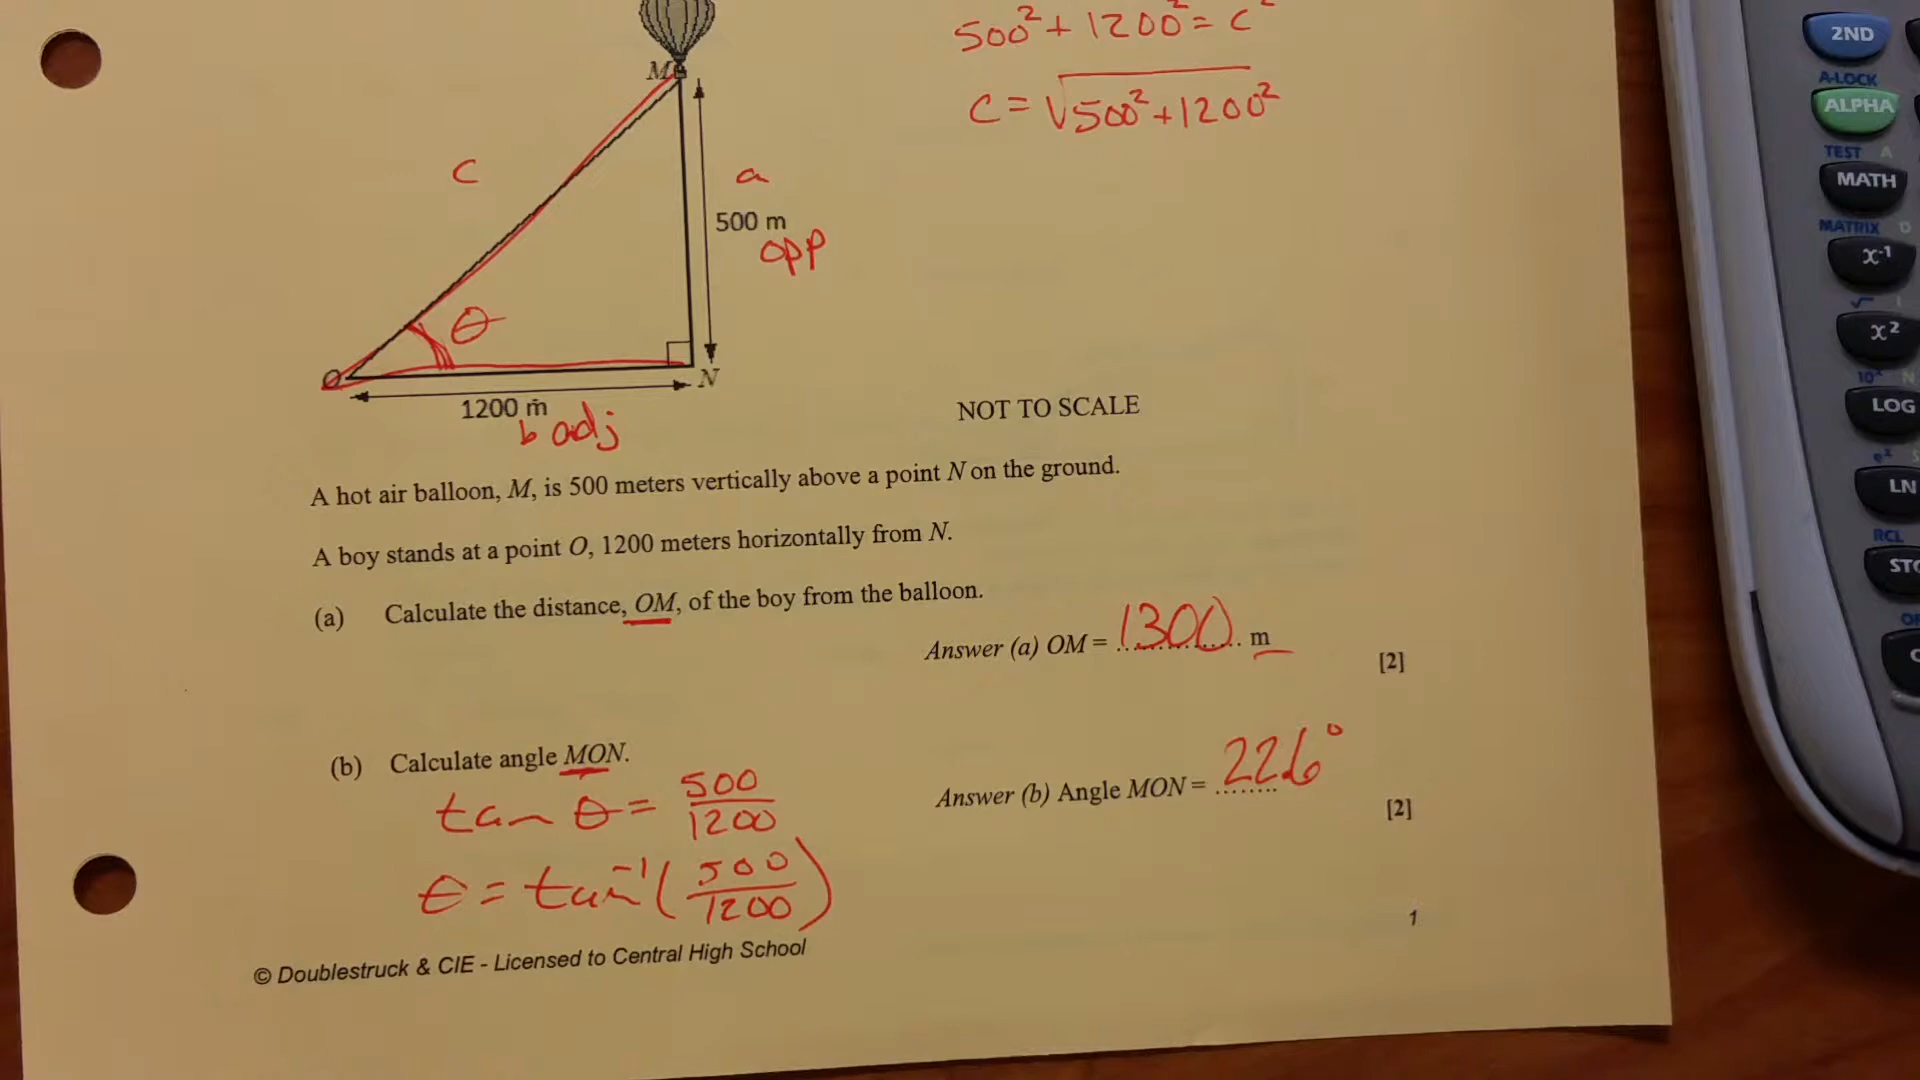 500² + 1200² = c²
M
c = √500² + 1200²
c
a
500 m
opp
θ
O
N
1200 m
b adj
NOT TO SCALE
A hot air balloon, M, is 500 meters vertically above a point N on the ground.
A boy stands at a point O, 1200 meters horizontally from N.
(a) Calculate the distance, OM, of the boy from the balloon.
Answer (a) OM = 1300 m
[2]
(b) Calculate angle MON.
tan θ = 500/1200
Answer (b) Angle MON = 22.6°
[2]
θ = tan⁻¹(500/1200)
1
© Doublestruck & CIE - Licensed to Central High School
2ND
A-LOCK
ALPHA
TEST A
MATH
MATRIX D
x⁻¹
√ I
x²
10ˣ N
LOG
eˣ S
LN
RCL